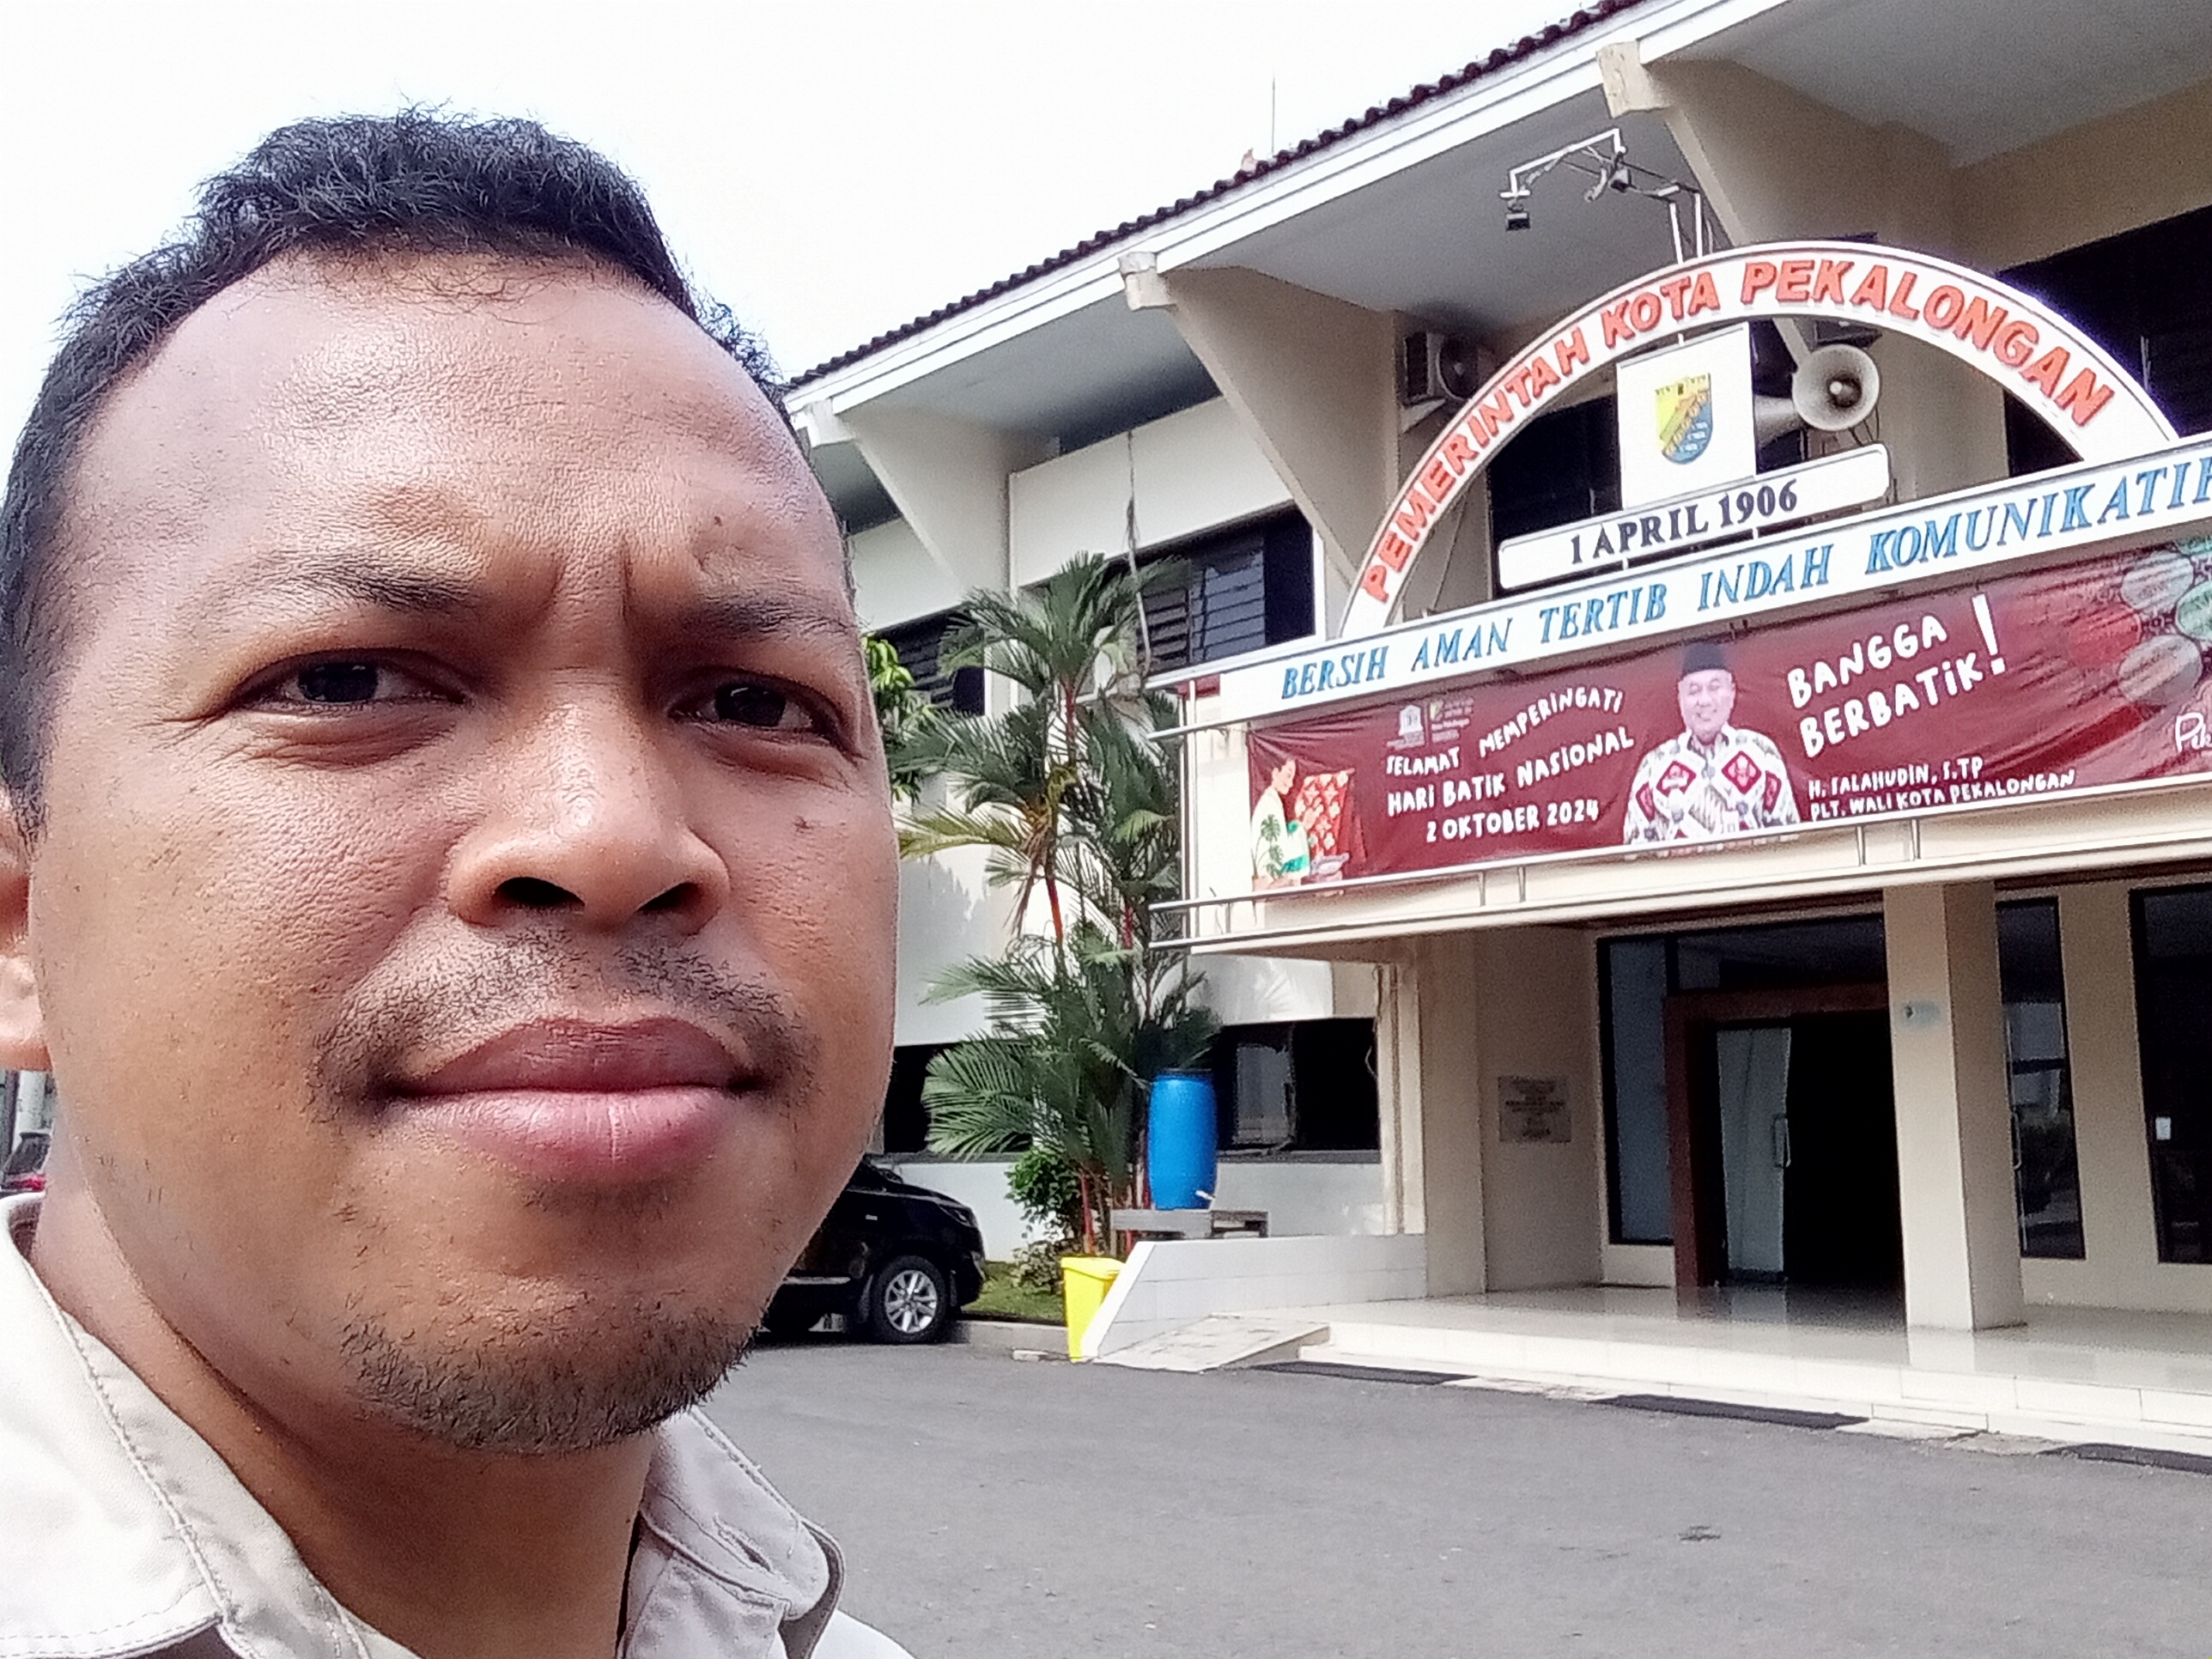 PEMERINTAH KOTA PEKALONGAN
1 APRIL 1906
BERSIH AMAN TERTIB INDAH KOMUNIKATIF
SELAMAT MEMPERINGATI
HARI BATIK NASIONAL
2 OKTOBER 2024
BANGGA
BERBATIK!
H. SALAHUDIN, S.TP
PLT. WALI KOTA PEKALONGAN